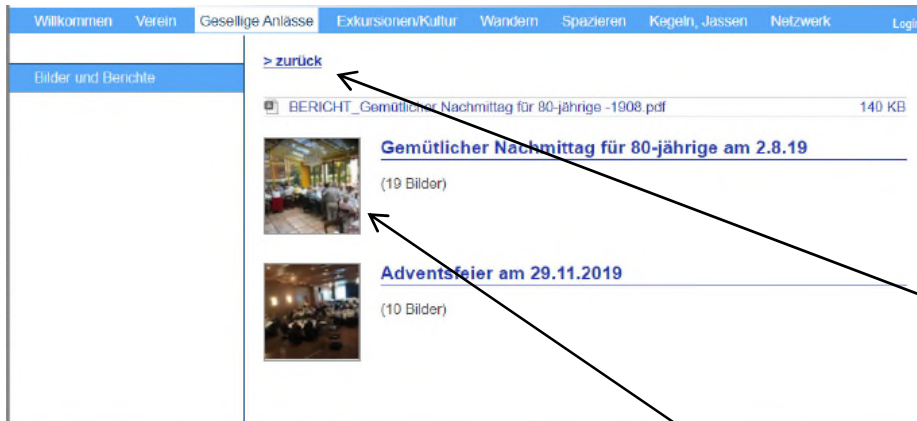 Willkommen Verein Gesellige Anlässe Exkursionen/Kultur Wandern Spazieren Kegeln, Jassen Netzwerk Login
> zurück
Bilder und Berichte
BERICHT_Gemütlicher Nachmittag für 80-jährige -1908.pdf 140 KB
Gemütlicher Nachmittag für 80-jährige am 2.8.19
(19 Bilder)
Adventsfeier am 29.11.2019
(10 Bilder)